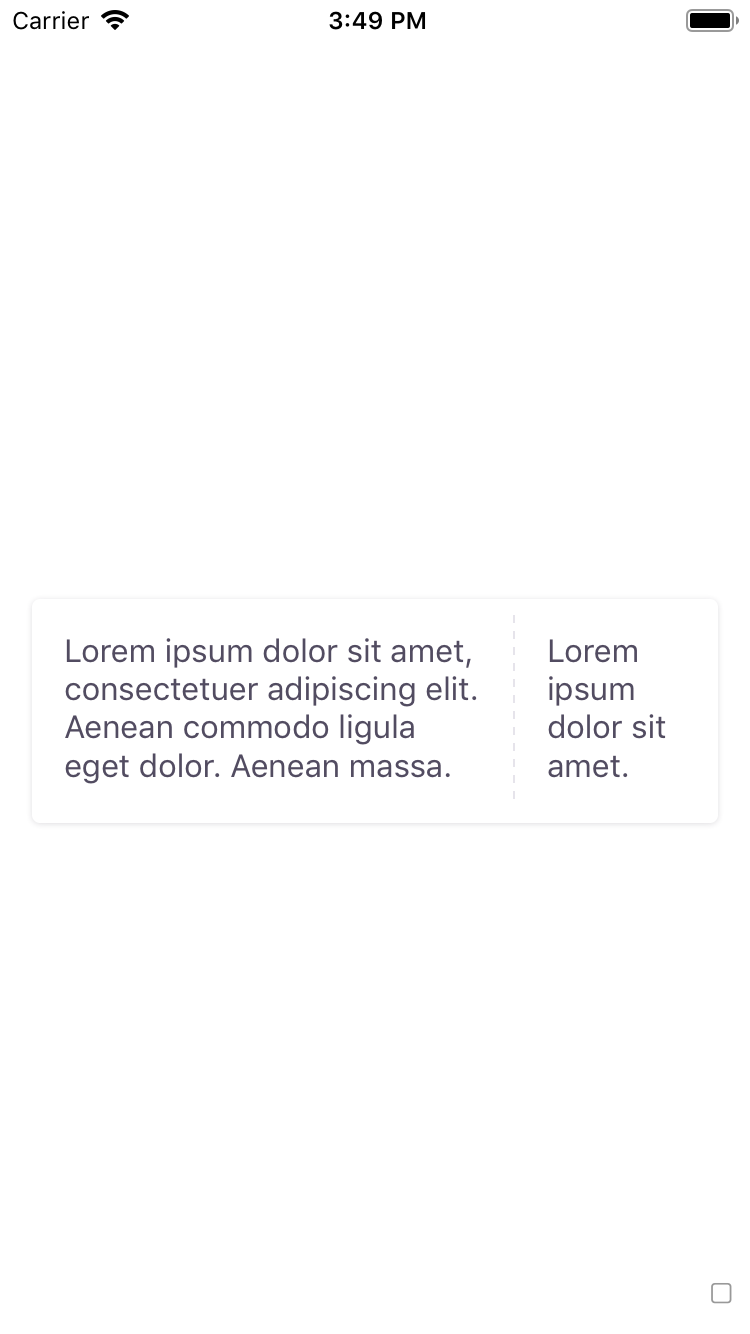 Carrier 3:49 PM
Lorem ipsum dolor sit amet,
consectetuer adipiscing elit.
Aenean commodo ligula
eget dolor. Aenean massa.
Lorem
ipsum
dolor sit
amet.